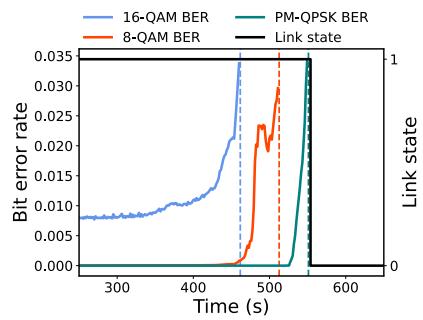 16-QAM BER
PM-QPSK BER
8-QAM BER
Link state
0.035
0.030
0.025
0.020
0.015
0.010
0.005
0.000
Bit error rate
1
0
Link state
300
400
500
600
Time (s)